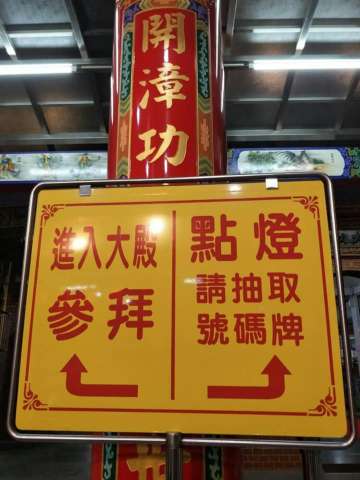 開漳功
進入大殿
參拜
點燈
請抽取
號碼牌